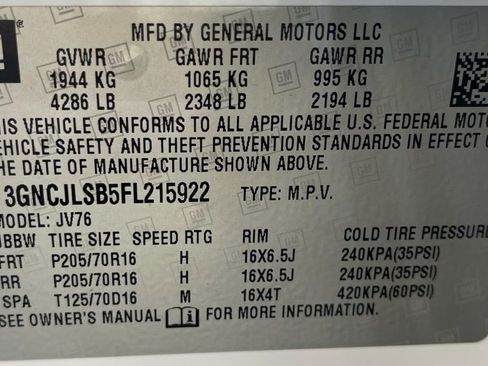 MFD BY GENERAL MOTORS LLC
GVWR GAWR FRT GAWR RR
1944 KG 1065 KG 995 KG
4286 LB 2348 LB 2194 LB
THIS VEHICLE CONFORMS TO ALL APPLICABLE U.S. FEDERAL MOTOR
VEHICLE SAFETY AND THEFT PREVENTION STANDARDS IN EFFECT O
THE DATE OF MANUFACTURE SHOWN ABOVE.
3GNCJLSB5FL215922 TYPE: M.P.V.
MODEL: JV76
JBBW TIRE SIZE SPEED RTG RIM COLD TIRE PRESSURE
FRT P205/70R16 H 16X6.5J 240KPA(35PSI)
RR P205/70R16 H 16X6.5J 240KPA(35PSI)
SPA T125/70D16 M 16X4T 420KPA(60PSI)
SEE OWNER'S MANUAL FOR MORE INFORMATION.